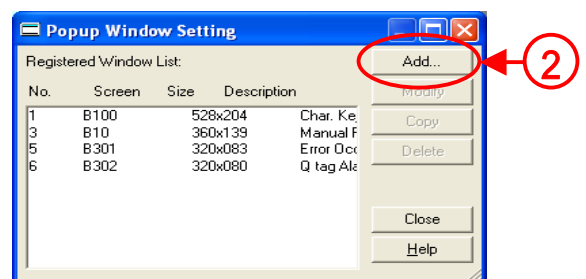 Popup Window Setting
Registered Window List:
Add...
②
No. Screen Size Description
Modify
1 B100 528x204 Char. Ke
Copy
3 B10 360x139 Manual F
5 B301 320x083 Error Occ
Delete
6 B302 320x080 Q tag Ala
Close
Help